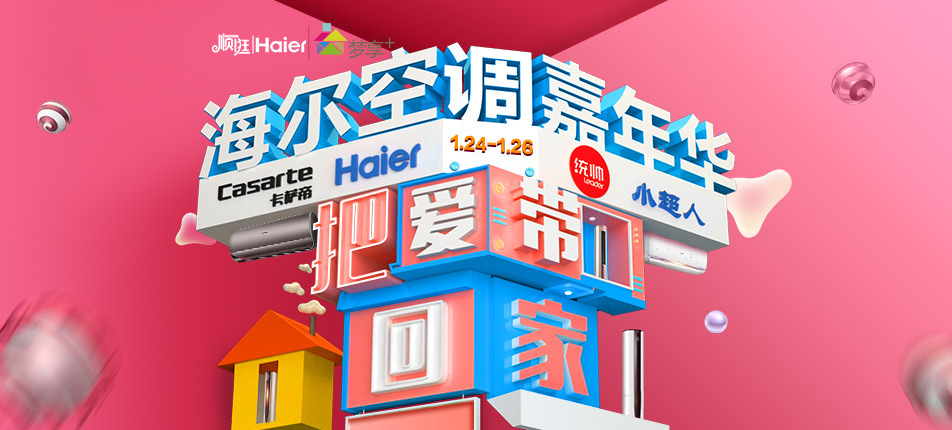 顺逛 Haier 梦享+
海尔空调嘉年华
Casarte
卡萨帝
Haier
1.24-1.26
统帅
Leader
小超人
把爱带
回家